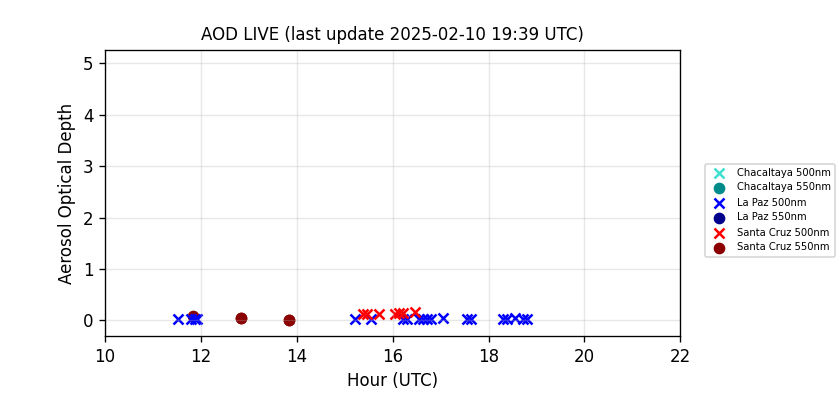 AOD LIVE (last update 2025-02-10 19:39 UTC)
5
4
3
2
1
0
Aerosol Optical Depth
10 12 14 16 18 20 22
Hour (UTC)
Chacaltaya 500nm
Chacaltaya 550nm
La Paz 500nm
La Paz 550nm
Santa Cruz 500nm
Santa Cruz 550nm